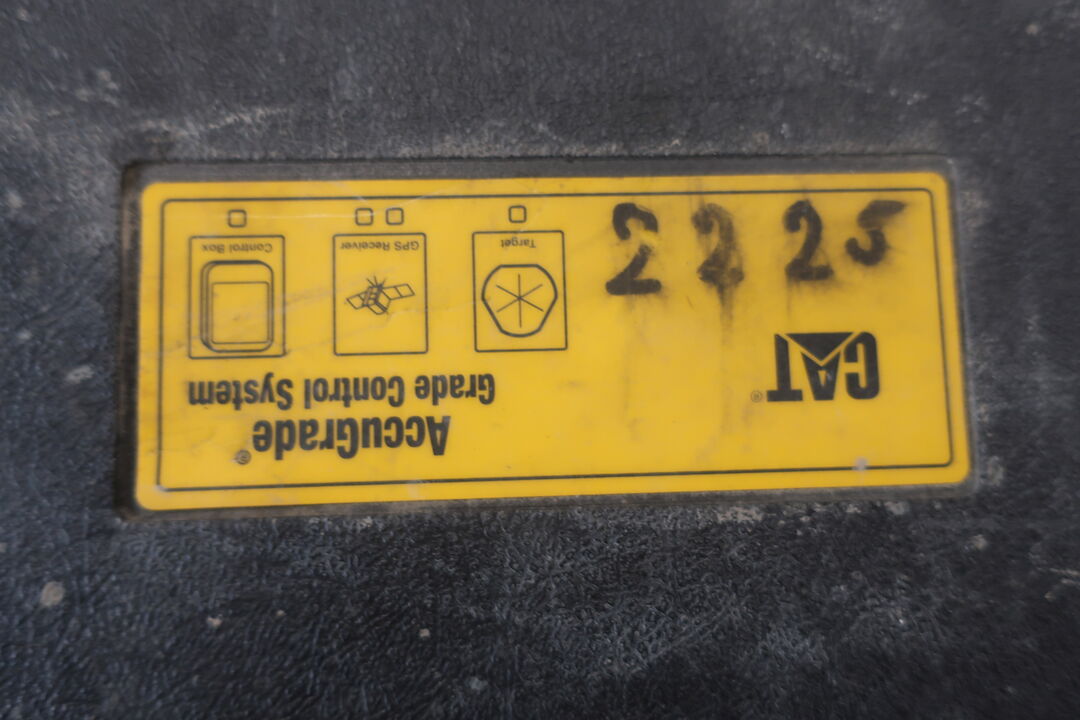 CAT®
AccuGrade®
Grade Control System
Target
GPS Receiver
Control Box
2225